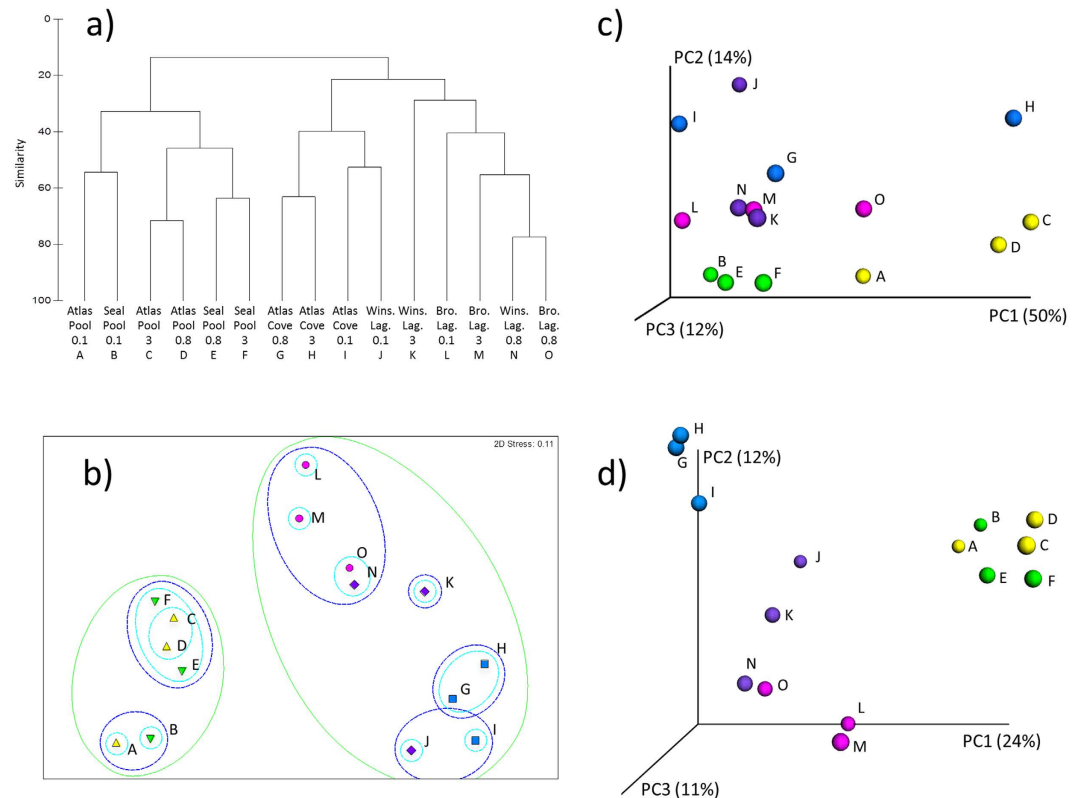 a)
0
20
40
60
80
100
Similarity
Atlas Seal Atlas Atlas Seal Seal Atlas Atlas Atlas Wins. Wins. Bro. Bro. Wins. Bro.
Pool Pool Pool Pool Pool Pool Cove Cove Cove Lag. Lag. Lag. Lag. Lag. Lag.
0.1 0.1 3 0.8 0.8 3 0.8 3 0.1 0.1 3 0.1 3 0.8 0.8
A B C D E F G H I J K L M N O
c)
PC2 (14%)
J
I
H
G
N
M
K
L
O
C
D
B
E
F
A
PC3 (12%)
PC1 (50%)
b)
2D Stress: 0.11
L
M
O
N
K
F
C
D
E
H
G
A
B
J
I
d)
H
G
PC2 (12%)
I
B
D
A
C
J
E
F
K
N
O
L
M
PC1 (24%)
PC3 (11%)